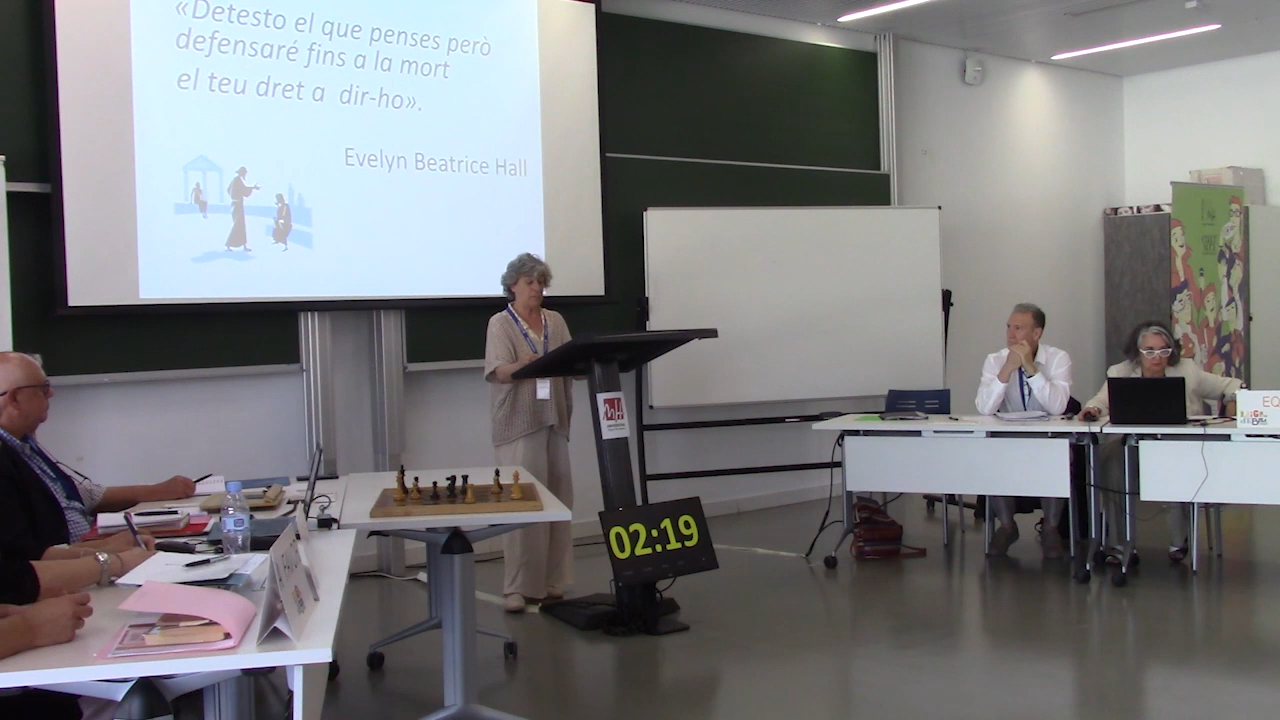 «Detesto el que penses però
defensaré fins a la mort
el teu dret a dir-ho».
Evelyn Beatrice Hall
02:19
EQ